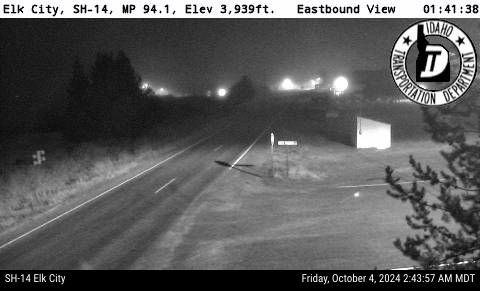 Elk City, SH-14, MP 94.1, Elev 3,939ft. Eastbound View 01:41:38
IDAHO
TRANSPORTATION DEPARTMENT
SH-14 Elk City Friday, October 4, 2024 2:43:57 AM MDT